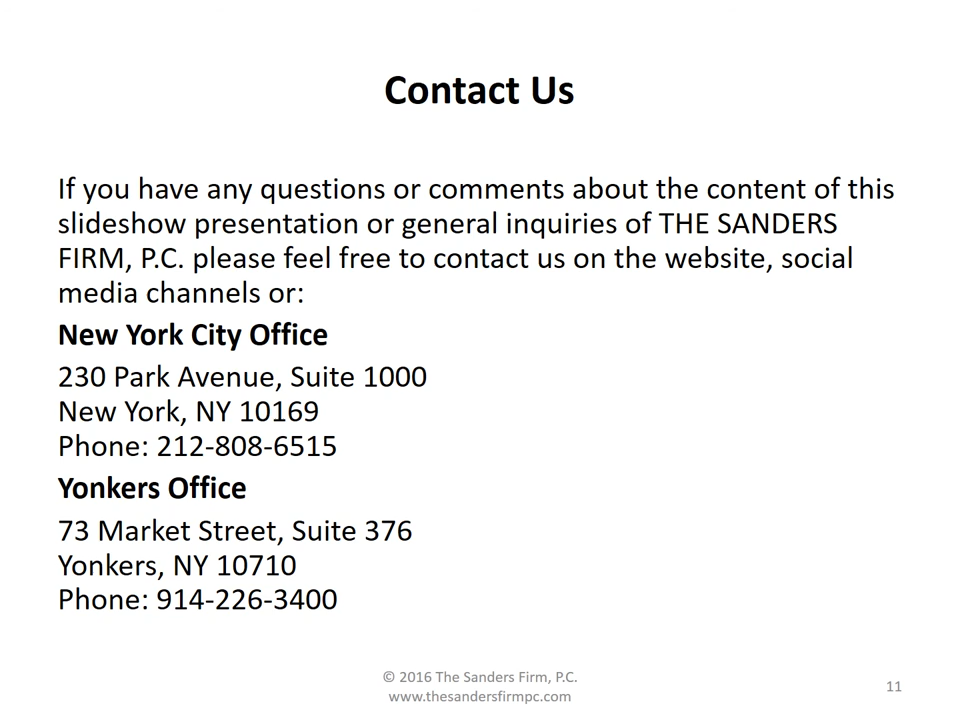 Contact Us
If you have any questions or comments about the content of this
slideshow presentation or general inquiries of THE SANDERS
FIRM, P.C. please feel free to contact us on the website, social
media channels or:
New York City Office
230 Park Avenue, Suite 1000
New York, NY 10169
Phone: 212-808-6515
Yonkers Office
73 Market Street, Suite 376
Yonkers, NY 10710
Phone: 914-226-3400
© 2016 The Sanders Firm, P.C.
www.thesandersfirmpc.com
11